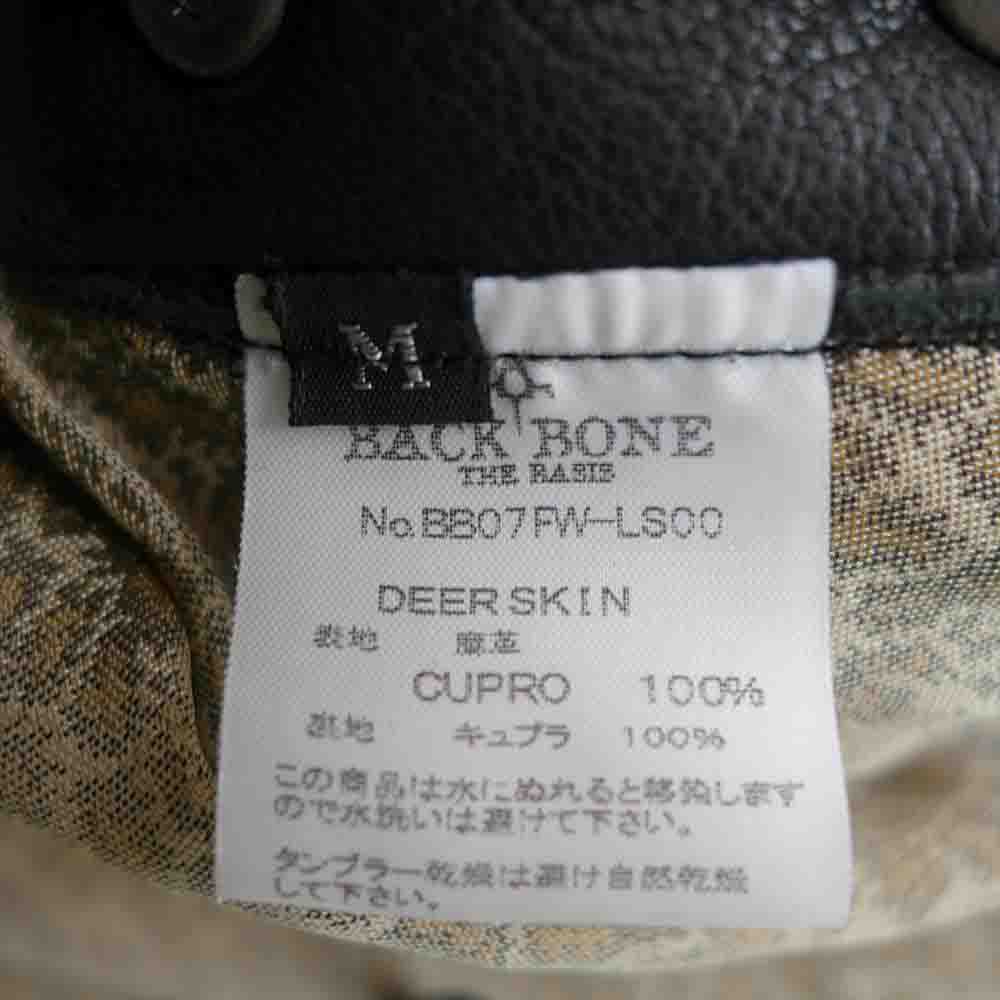 M
BACK BONE
THE BASIS
No.BB07FW-LS00
DEER SKIN
表地 鹿革
CUPRO 100%
裏地 キュプラ 100%
この商品は水にぬれると移染します
ので水洗いは避けて下さい。
タンブラー乾燥は避け自然乾燥
して下さい。